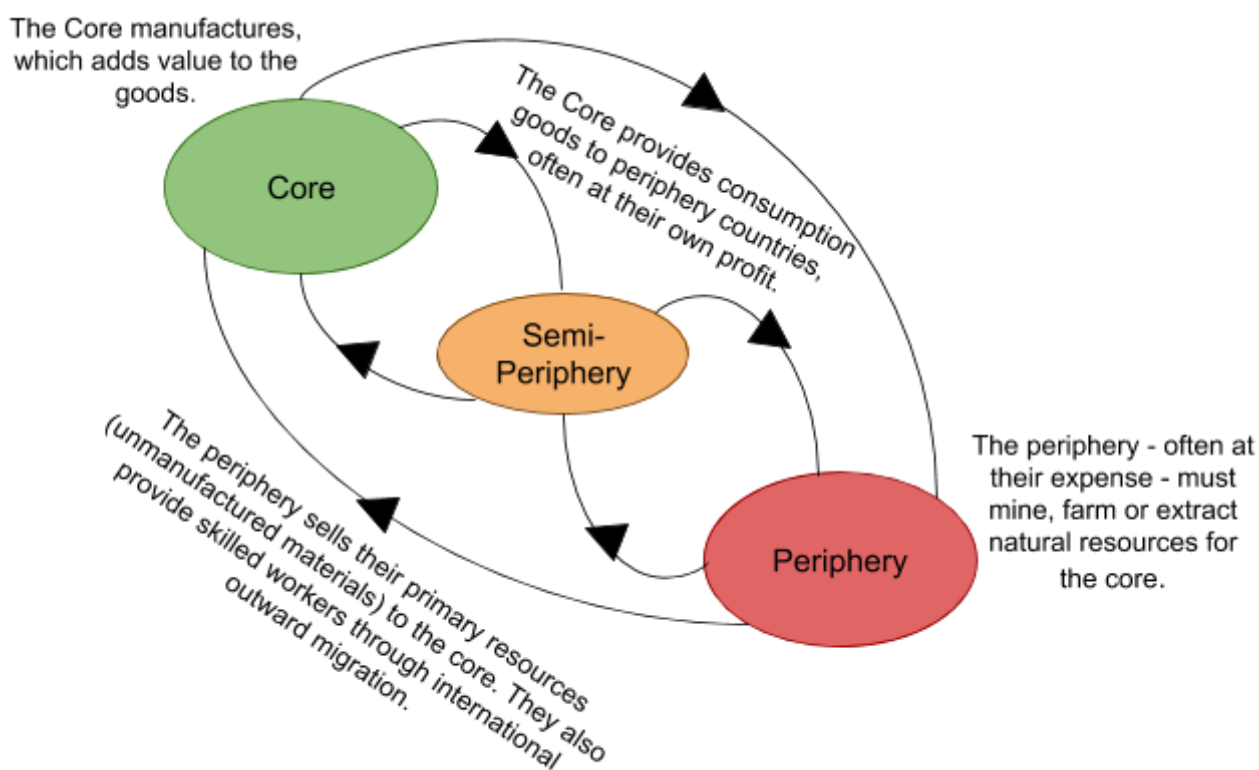 The Core manufactures,
which adds value to the
goods.
The Core provides consumption
goods to periphery countries,
often at their own profit.
Core
Semi-
Periphery
The periphery - often at
their expense - must
mine, farm or extract
natural resources for
the core.
Periphery
The periphery sells their primary resources
(unmanufactured materials) to the core. They also
provide skilled workers through international
outward migration.